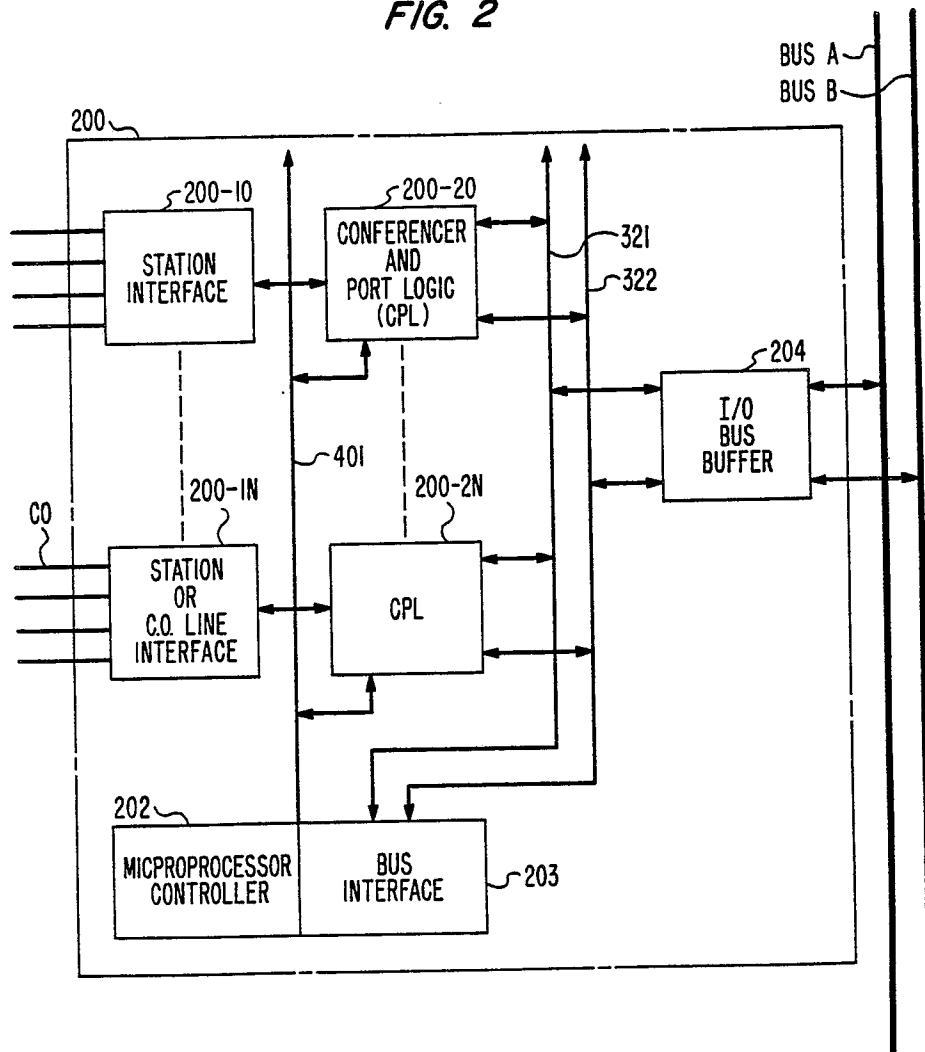 FIG. 2
BUS A
BUS B
200
200-10
200-20
STATION
INTERFACE
CONFERENCER
AND
PORT LOGIC
(CPL)
321
322
204
I/O
BUS
BUFFER
401
200-1N
200-2N
CO
STATION
OR
C.O. LINE
INTERFACE
CPL
202
MICPROPROCESSOR
CONTROLLER
BUS
INTERFACE
203